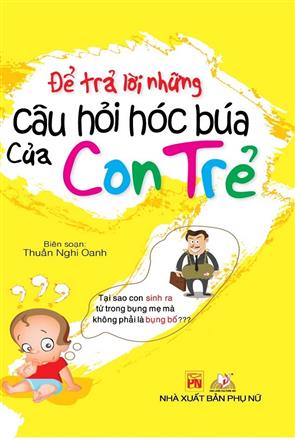 Để trả lời những
câu hỏi hóc búa
Của Con Trẻ
Biên soạn:
Thuần Nghi Oanh
Tại sao con sinh ra
từ trong bụng mẹ mà
không phải là bụng bố???
???
PN
NHÀ XUẤT BẢN PHỤ NỮ